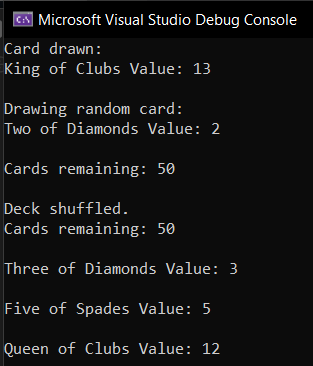 C:\ Microsoft Visual Studio Debug Console
Card drawn:
King of Clubs Value: 13
Drawing random card:
Two of Diamonds Value: 2
Cards remaining: 50
Deck shuffled.
Cards remaining: 50
Three of Diamonds Value: 3
Five of Spades Value: 5
Queen of Clubs Value: 12